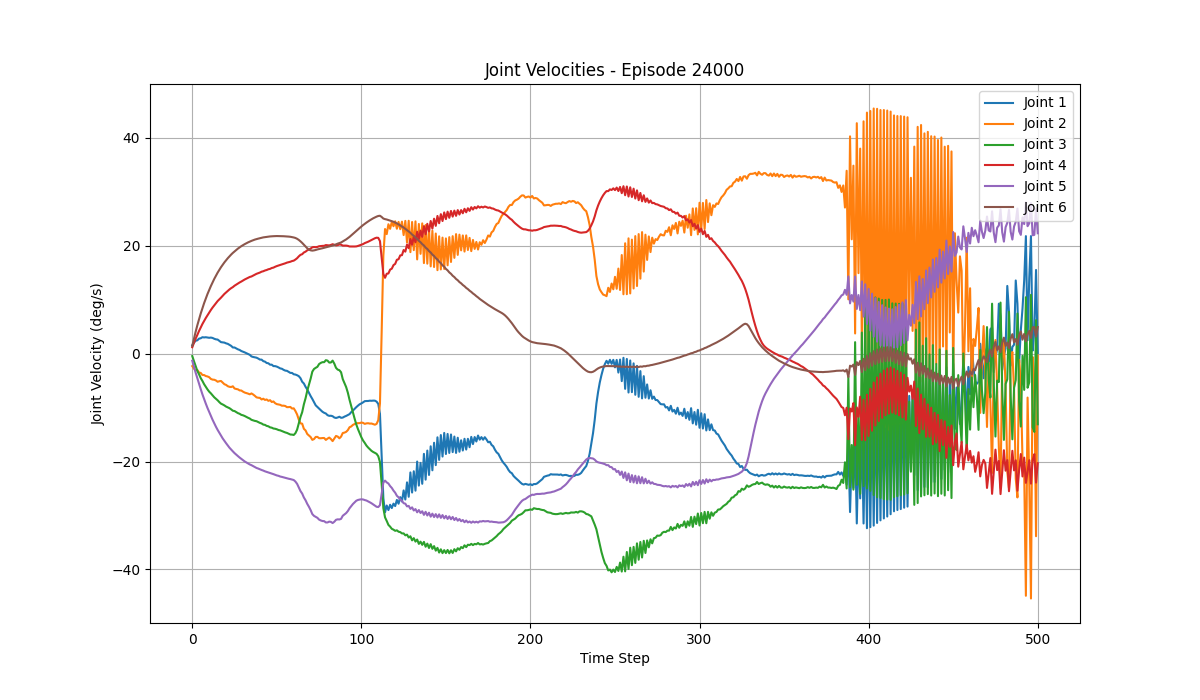 Joint Velocities - Episode 24000
Joint Velocity (deg/s)
40
20
0
−20
−40
Joint 1
Joint 2
Joint 3
Joint 4
Joint 5
Joint 6
0
100
200
300
400
500
Time Step